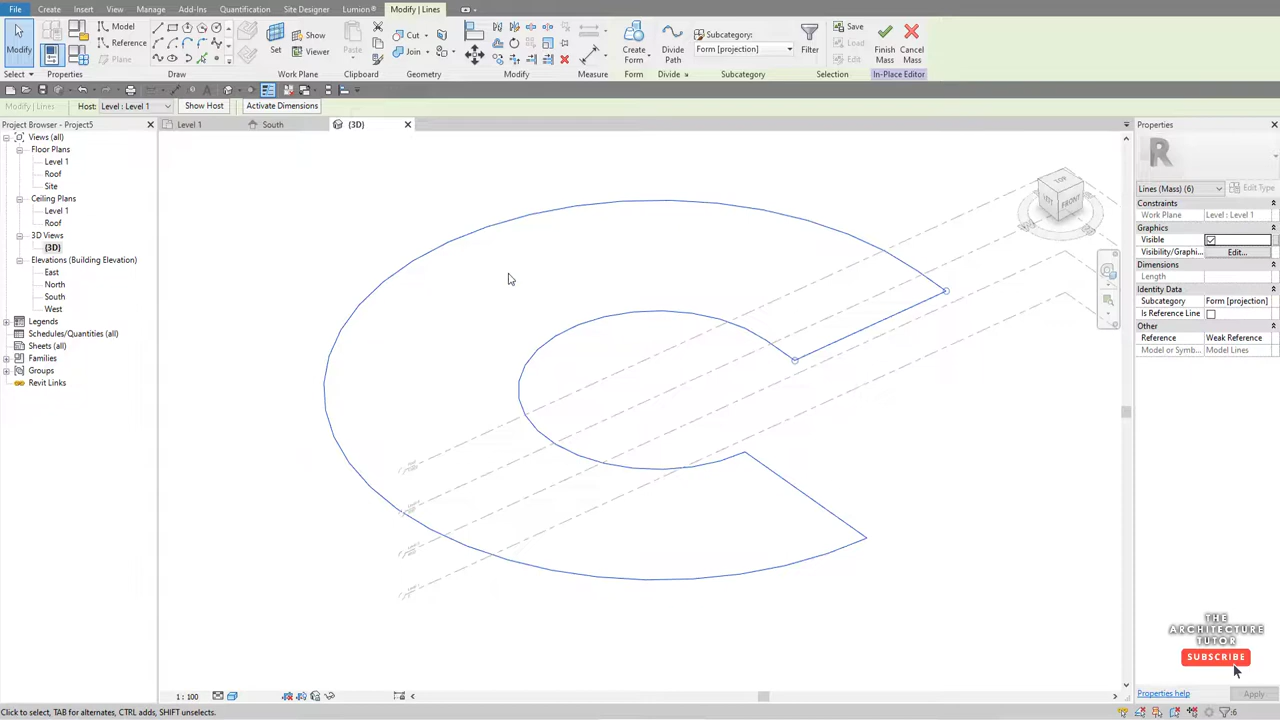 File Create Insert View Manage Add-Ins Quantification Site Designer Lumion® Modify | Lines
Modify
Select
Properties
Model
Reference
Plane
Draw
Set
Show
Viewer
Work Plane
Paste
Clipboard
Cut
Join
Geometry
Modify
Measure
Create
Form
Form
Divide
Path
Divide
Subcategory:
Form [projection]
Subcategory
Filter
Save
Load
Edit
Selection
Finish
Mass
Cancel
Mass
In-Place Editor
Modify | Lines Host: Level : Level 1 Show Host Activate Dimensions
Project Browser - Project5
Level 1
South
(3D)
Properties
Views (all)
Floor Plans
Level 1
Roof
Site
Ceiling Plans
Level 1
Roof
3D Views
(3D)
Elevations (Building Elevation)
East
North
South
West
Legends
Schedules/Quantities (all)
Sheets (all)
Families
Groups
Revit Links
TOP
FRONT
R
Lines (Mass) (6) Edit Type
Constraints
Work Plane Level : Level 1
Graphics
Visible
Visibility/Graphi... Edit...
Dimensions
Length
Identity Data
Subcategory Form [projection]
Is Reference Line
Other
Reference Weak Reference
Model or Symb... Model Lines
THE
ARCHITECTURE
TUTOR
SUBSCRIBE
Properties help Apply
1 : 100
Click to select, TAB for alternates, CTRL adds, SHIFT unselects.
:6